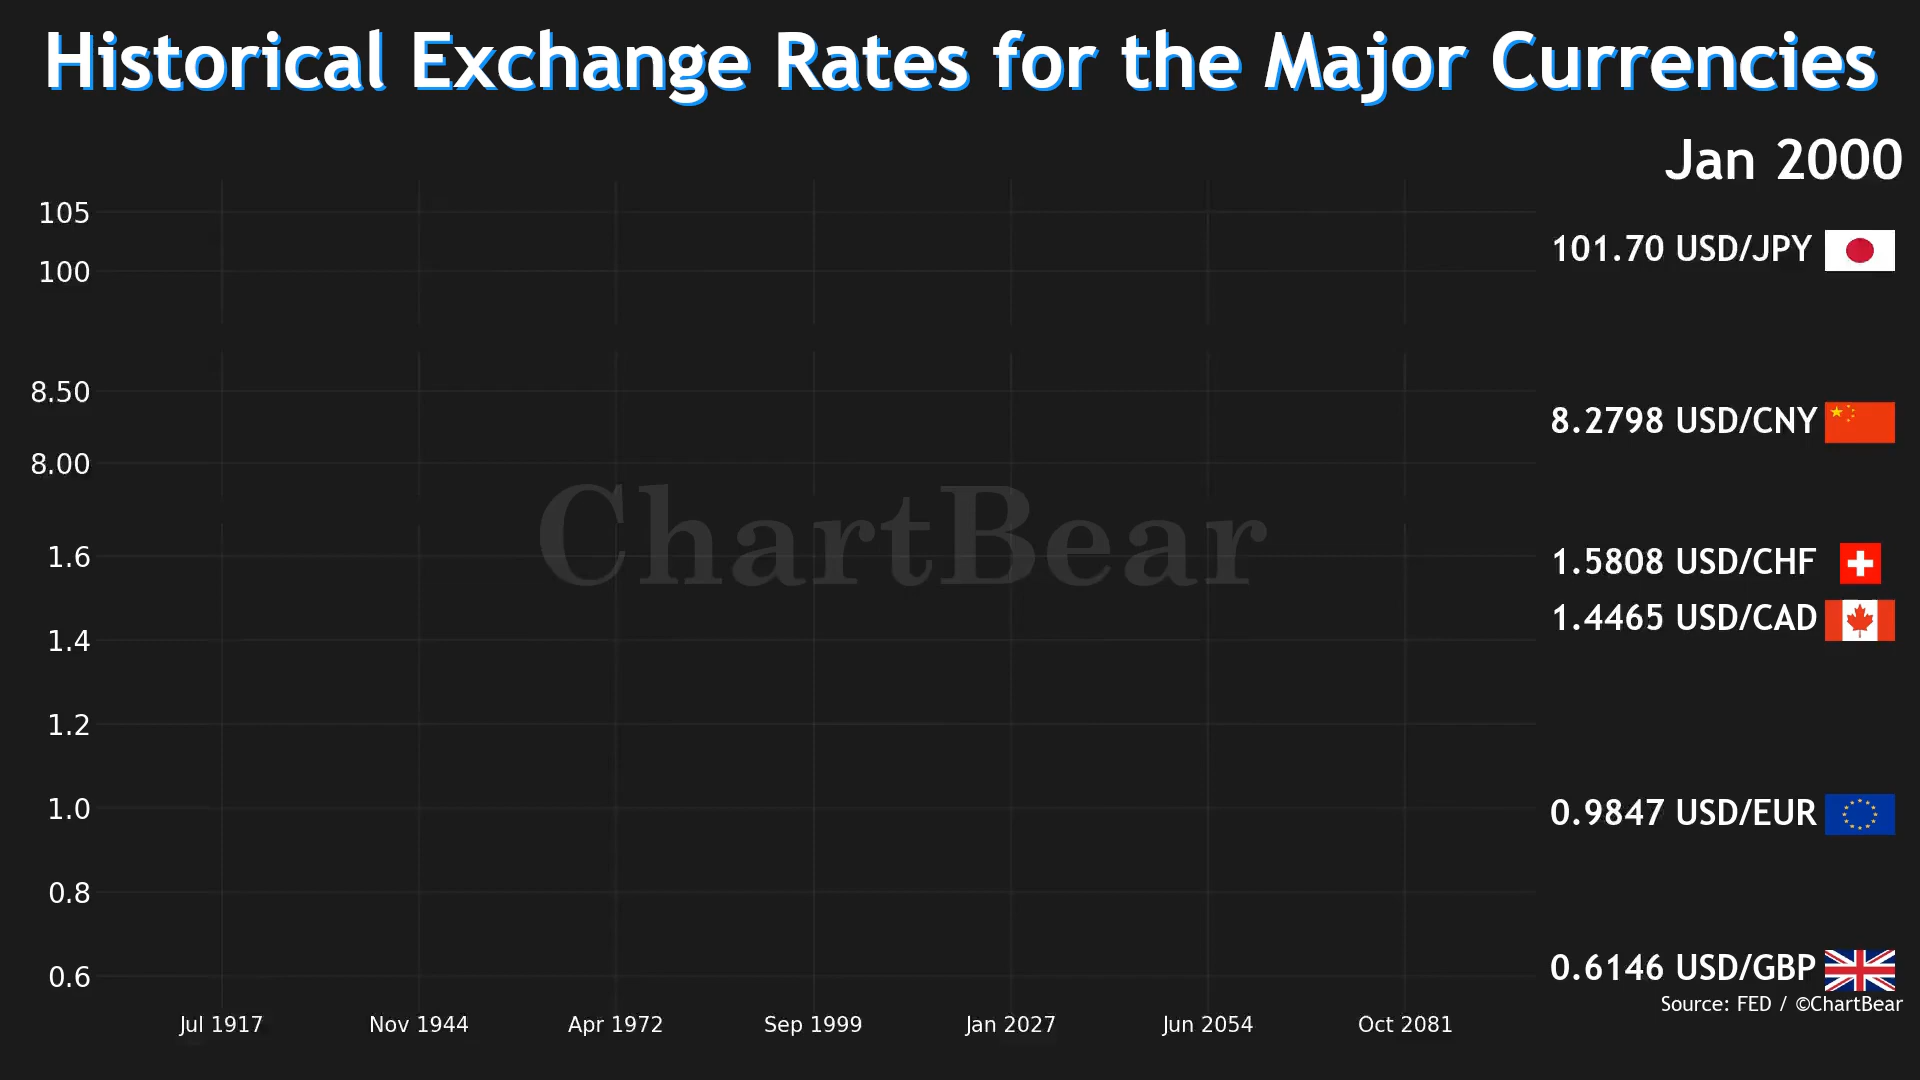 Historical Exchange Rates for the Major Currencies
Jan 2000
105
101.70 USD/JPY
100
8.50
8.2798 USD/CNY
8.00
ChartBear
1.6
1.5808 USD/CHF
1.4465 USD/CAD
1.4
1.2
1.0
0.9847 USD/EUR
0.8
0.6
0.6146 USD/GBP
Source: FED / ©ChartBear
Jul 1917 Nov 1944 Apr 1972 Sep 1999 Jan 2027 Jun 2054 Oct 2081